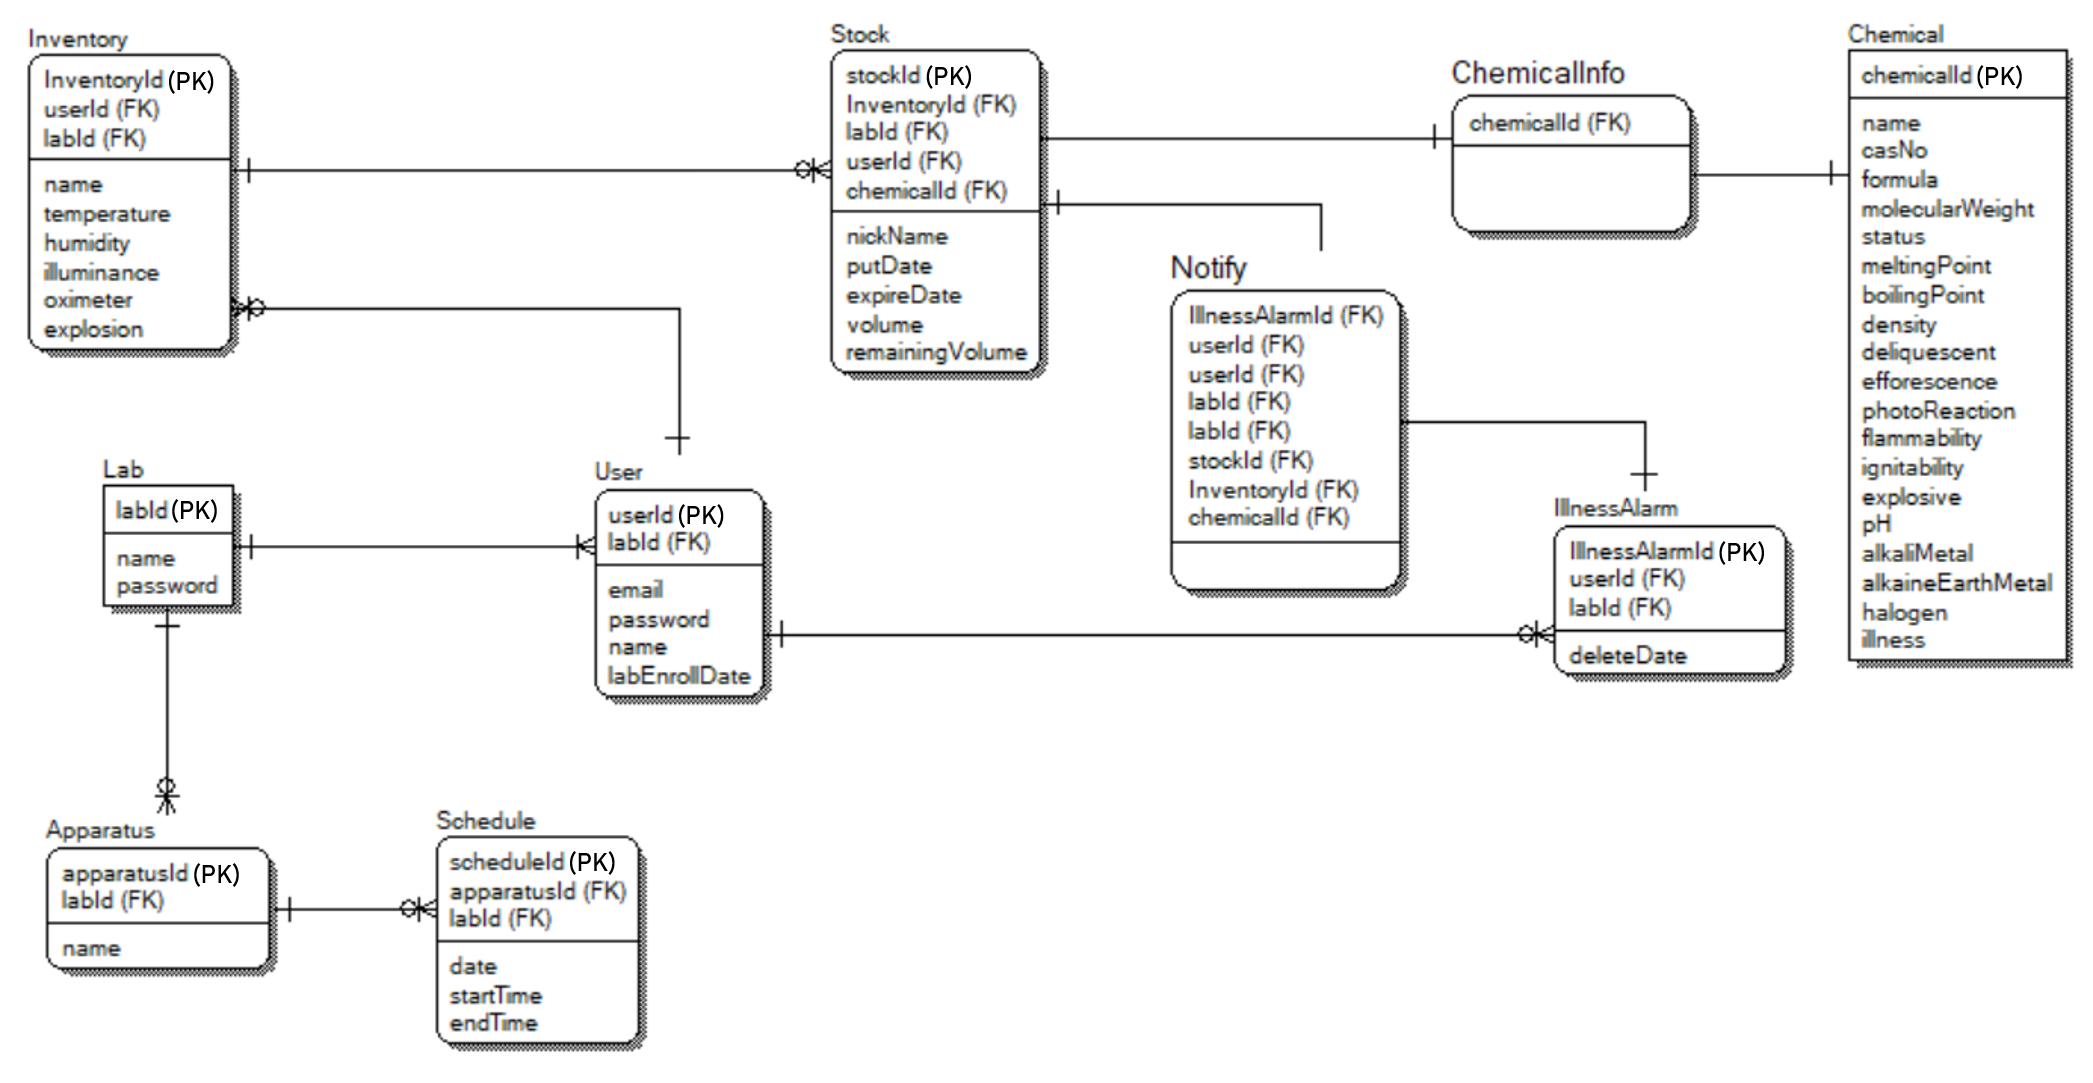 Inventory
InventoryId (PK)
userId (FK)
labId (FK)
name
temperature
humidity
illuminance
oximeter
explosion
Stock
stockId (PK)
InventoryId (FK)
labId (FK)
userId (FK)
chemicalId (FK)
nickName
putDate
expireDate
volume
remainingVolume
ChemicalInfo
chemicalId (FK)
Chemical
chemicalId (PK)
name
casNo
formula
molecularWeight
status
meltingPoint
boilingPoint
density
deliquescent
efforescence
photoReaction
flammability
ignitability
explosive
pH
alkaliMetal
alkaineEarthMetal
halogen
illness
Notify
IllnessAlarmId (FK)
userId (FK)
userId (FK)
labId (FK)
labId (FK)
stockId (FK)
InventoryId (FK)
chemicalId (FK)
Lab
labId (PK)
name
password
User
userId (PK)
labId (FK)
email
password
name
labEnrollDate
IllnessAlarm
IllnessAlarmId (PK)
userId (FK)
labId (FK)
deleteDate
Apparatus
apparatusId (PK)
labId (FK)
name
Schedule
scheduleId (PK)
apparatusId (FK)
labId (FK)
date
startTime
endTime